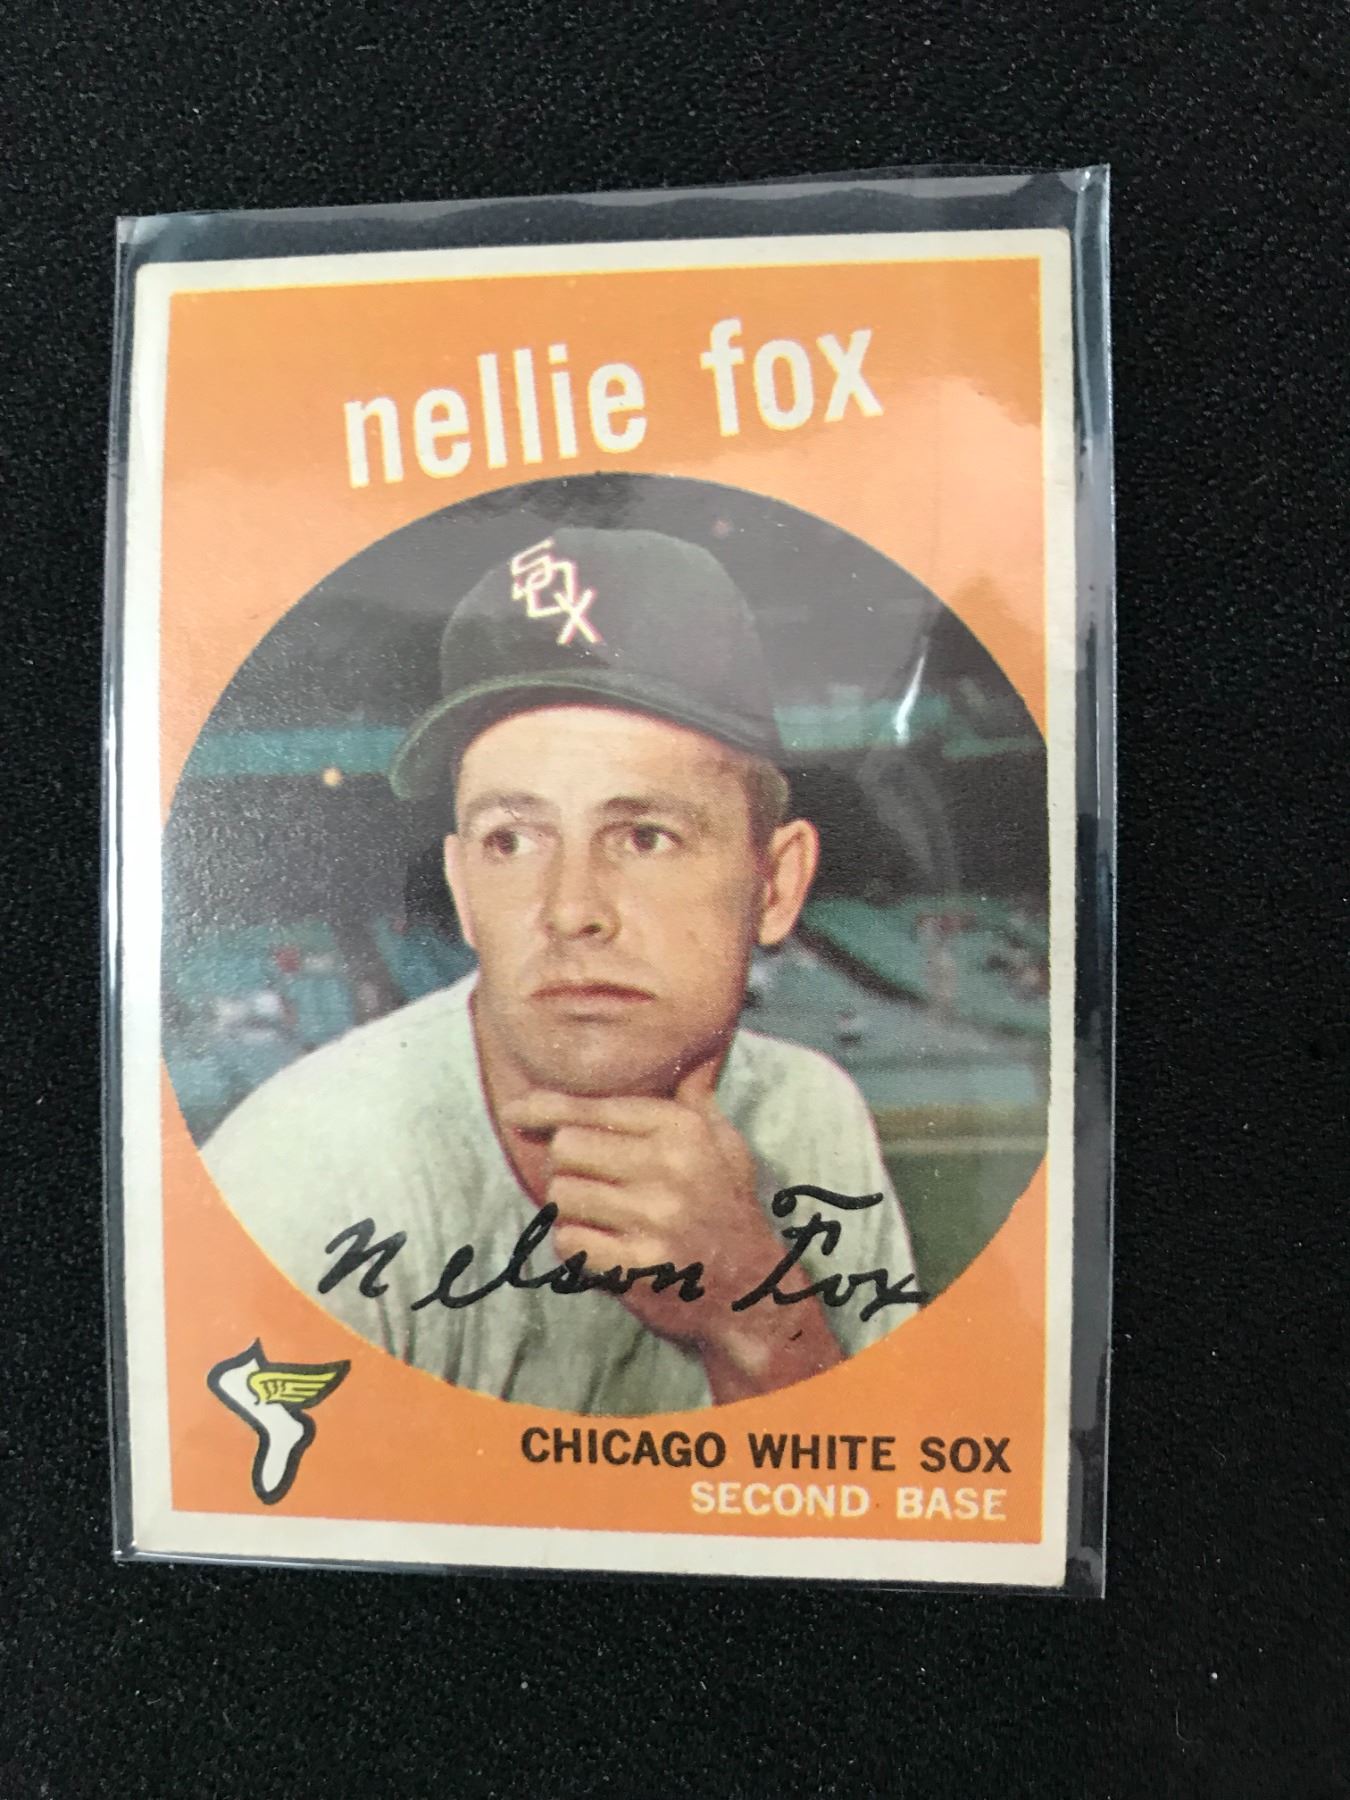 nellie fox
SOX
Nelson Fox
CHICAGO WHITE SOX
SECOND BASE